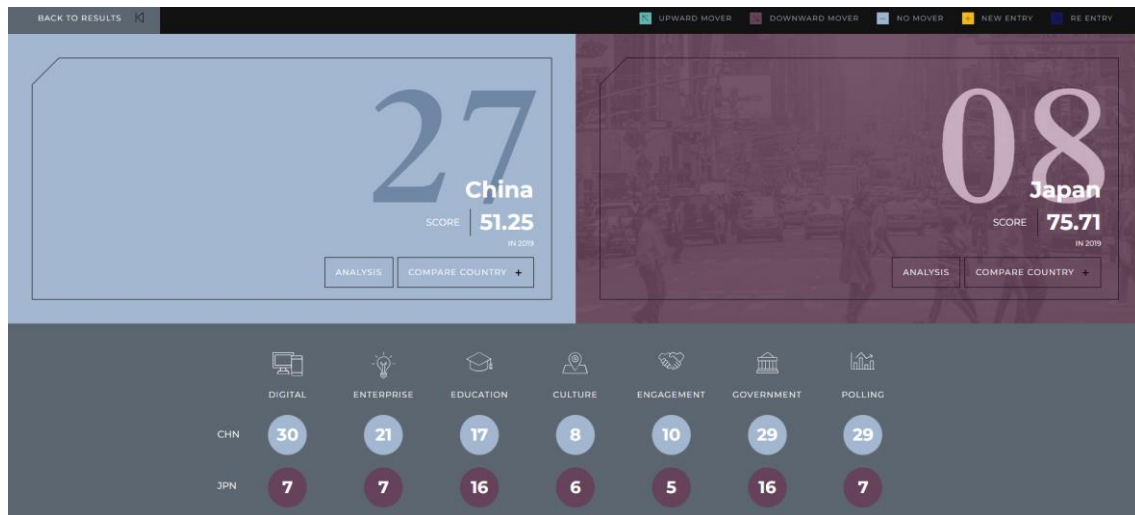 BACK TO RESULTS
UPWARD MOVER DOWNWARD MOVER NO MOVER NEW ENTRY RE ENTRY
27
China
SCORE 51.25
IN 2019
ANALYSIS COMPARE COUNTRY +
08
Japan
SCORE 75.71
IN 2019
ANALYSIS COMPARE COUNTRY +
DIGITAL ENTERPRISE EDUCATION CULTURE ENGAGEMENT GOVERNMENT POLLING
CHN 30 21 17 8 10 29 29
JPN 7 7 16 6 5 16 7